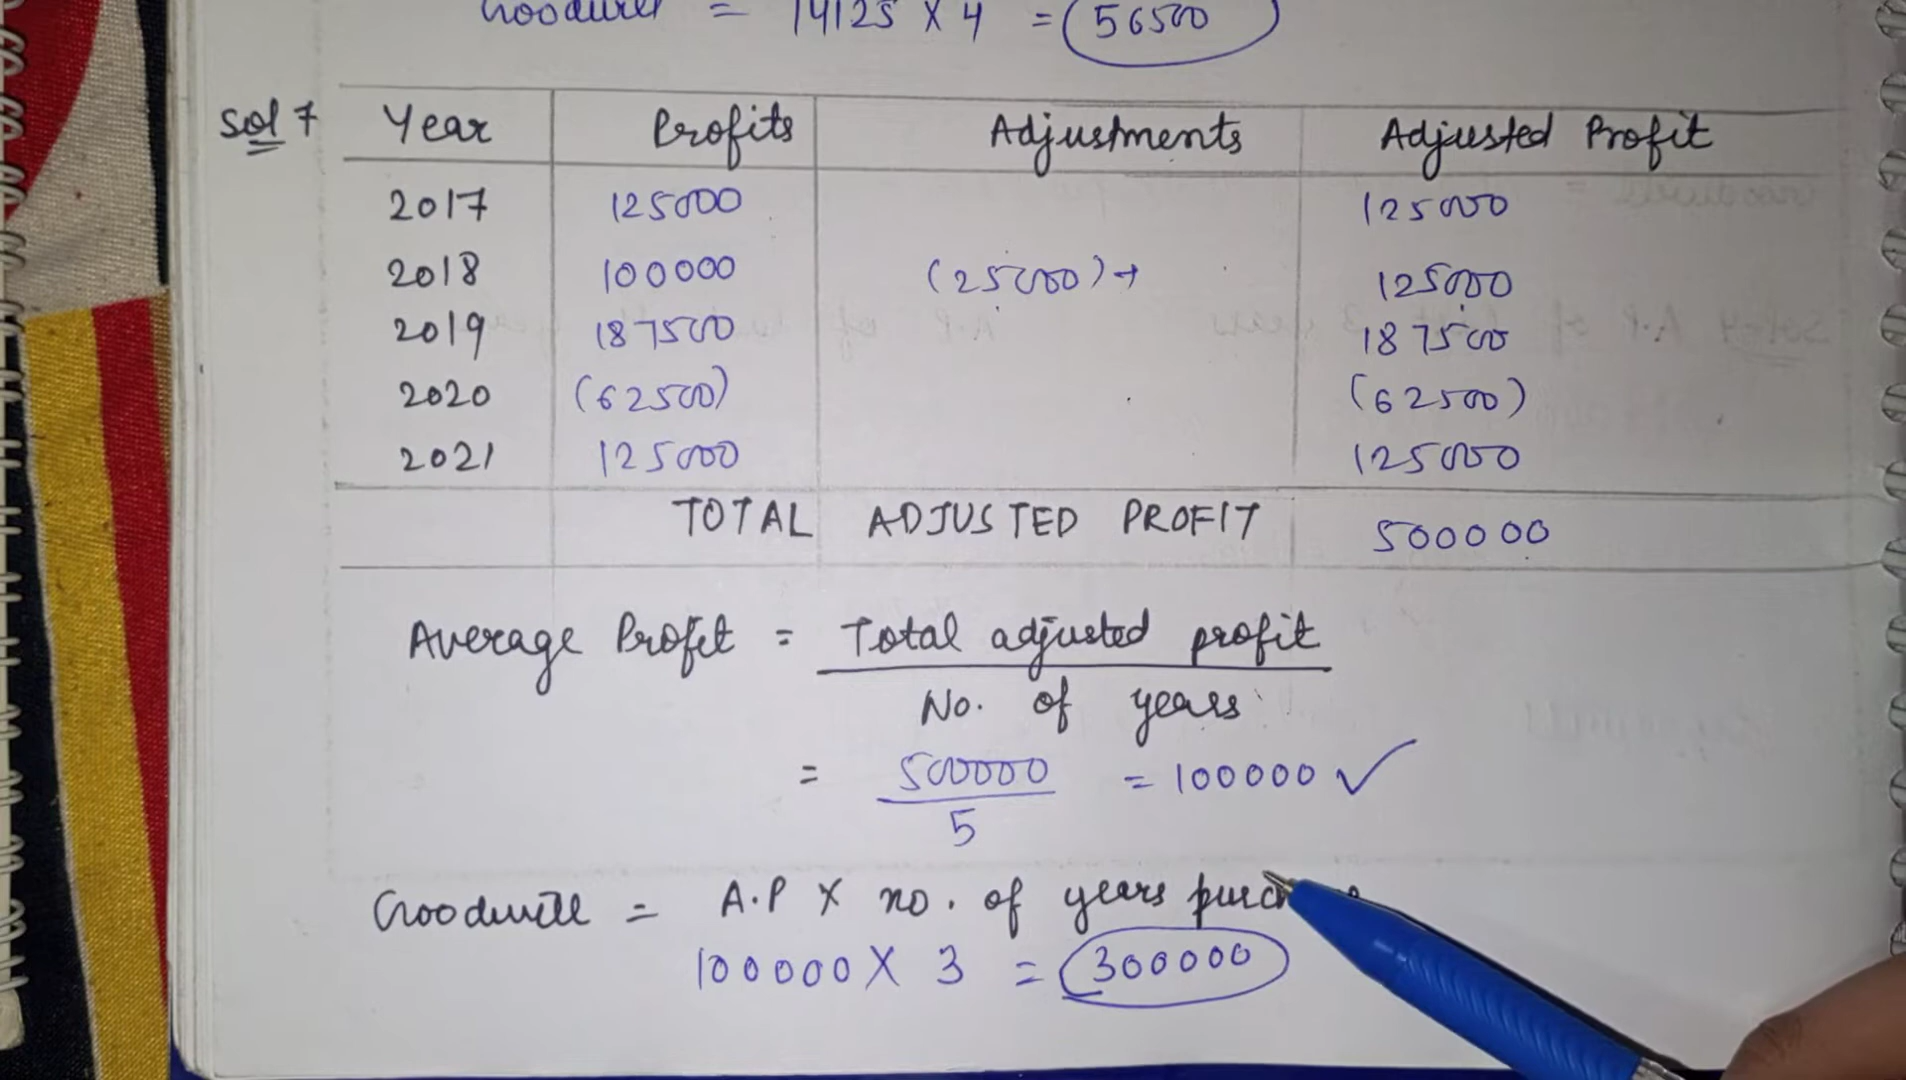 Goodwill = 14125 X 4 = 56500
Sol 7 Year Profits Adjustments Adjusted Profit
2017 125000 125000
2018 100000 (25000) + 125000
2019 187500 187500
2020 (62500) (62500)
2021 125000 125000
TOTAL ADJUSTED PROFIT 500000
Average Profit = Total adjusted profit
No. of years
= 500000 = 100000 ✓
5
Goodwill = A.P X no. of years
100000 X 3 = 300000